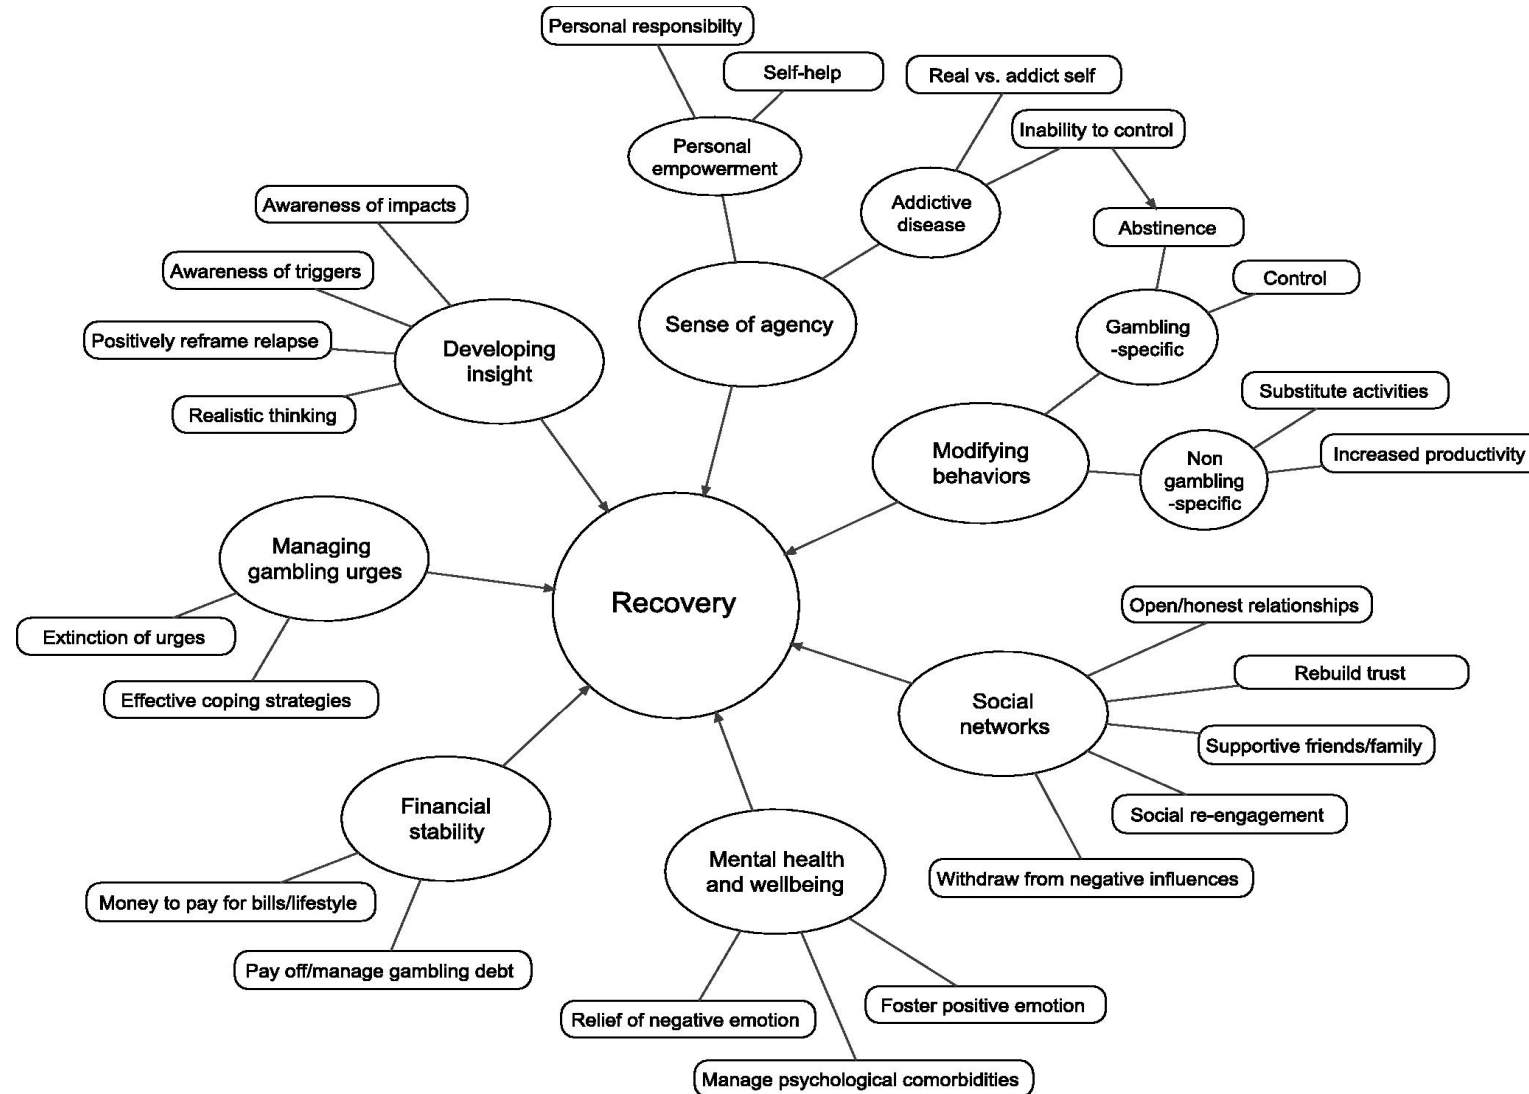 Personal responsibilty
Self-help
Real vs. addict self
Inability to control
Personal
empowerment
Addictive
disease
Awareness of impacts
Abstinence
Awareness of triggers
Control
Sense of agency
Gambling
-specific
Positively reframe relapse
Developing
insight
Realistic thinking
Substitute activities
Modifying
behaviors
Increased productivity
Non
gambling
-specific
Managing
gambling urges
Recovery
Extinction of urges
Effective coping strategies
Open/honest relationships
Rebuild trust
Social
networks
Supportive friends/family
Social re-engagement
Withdraw from negative influences
Financial
stability
Mental health
and wellbeing
Money to pay for bills/lifestyle
Pay off/manage gambling debt
Relief of negative emotion
Foster positive emotion
Manage psychological comorbidities